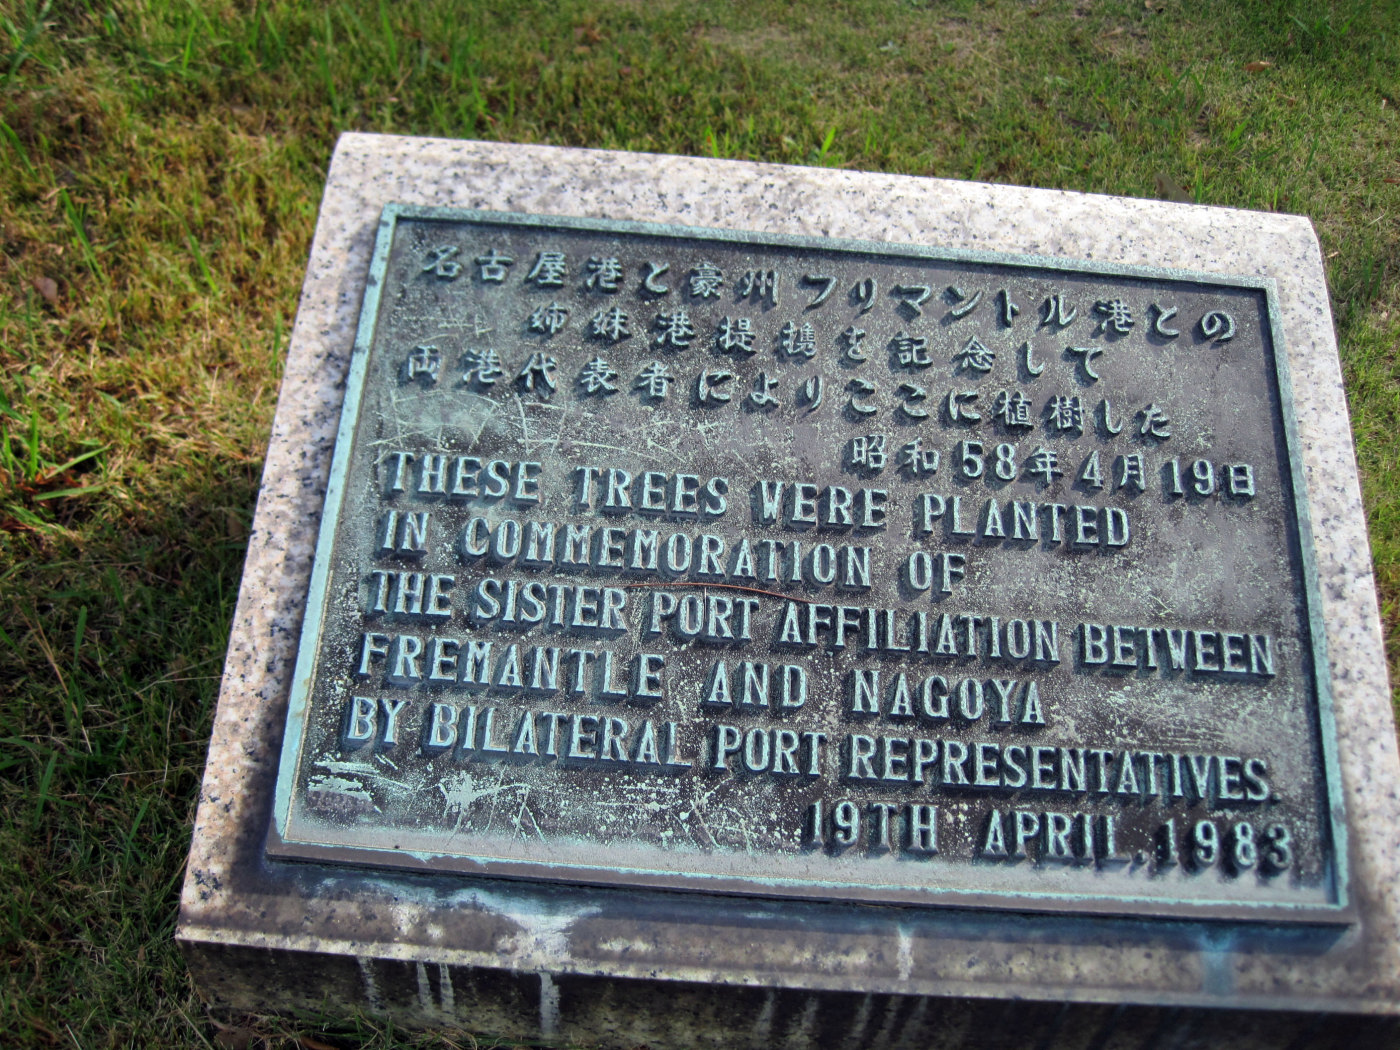 名古屋港と豪州フリマントル港との
姉妹港提携を記念して
両港代表者によりここに植樹した
昭和58年4月19日
THESE TREES WERE PLANTED
IN COMMEMORATION OF
THE SISTER PORT AFFILIATION BETWEEN
FREMANTLE AND NAGOYA
BY BILATERAL PORT REPRESENTATIVES.
19TH APRIL, 1983